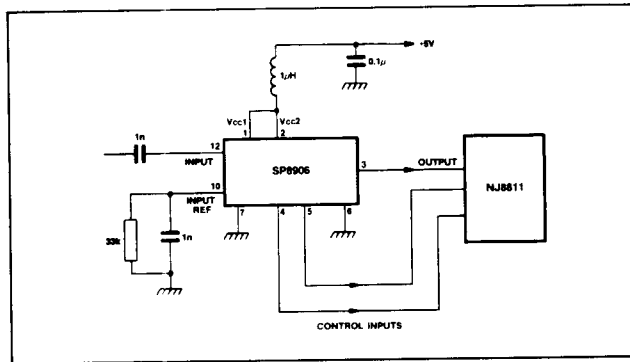 +5V
0.1μ
1μH
Vcc1
Vcc2
1
2
1n
12
INPUT
SP8906
3
OUTPUT
NJ8811
10
INPUT
REF
7
4
5
6
33k
1n
CONTROL INPUTS